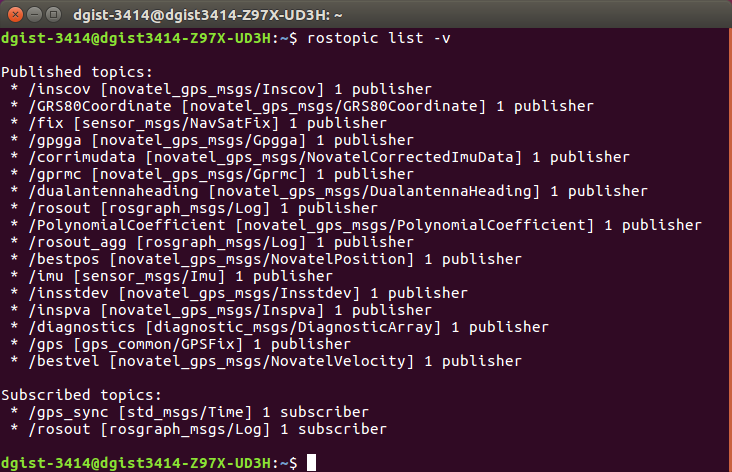 dgist-3414@dgist3414-Z97X-UD3H: ~
dgist-3414@dgist3414-Z97X-UD3H:~$ rostopic list -v
Published topics:
* /inscov [novatel_gps_msgs/Inscov] 1 publisher
* /GRS80Coordinate [novatel_gps_msgs/GRS80Coordinate] 1 publisher
* /fix [sensor_msgs/NavSatFix] 1 publisher
* /gpgga [novatel_gps_msgs/Gpgga] 1 publisher
* /corrimudata [novatel_gps_msgs/NovatelCorrectedImuData] 1 publisher
* /gprmc [novatel_gps_msgs/Gprmc] 1 publisher
* /dualantennaheading [novatel_gps_msgs/DualantennaHeading] 1 publisher
* /rosout [rosgraph_msgs/Log] 1 publisher
* /PolynomialCoefficient [novatel_gps_msgs/PolynomialCoefficient] 1 publisher
* /rosout_agg [rosgraph_msgs/Log] 1 publisher
* /bestpos [novatel_gps_msgs/NovatelPosition] 1 publisher
* /imu [sensor_msgs/Imu] 1 publisher
* /insstdev [novatel_gps_msgs/Insstdev] 1 publisher
* /inspva [novatel_gps_msgs/Inspva] 1 publisher
* /diagnostics [diagnostic_msgs/DiagnosticArray] 1 publisher
* /gps [gps_common/GPSFix] 1 publisher
* /bestvel [novatel_gps_msgs/NovatelVelocity] 1 publisher
Subscribed topics:
* /gps_sync [std_msgs/Time] 1 subscriber
* /rosout [rosgraph_msgs/Log] 1 subscriber
dgist-3414@dgist3414-Z97X-UD3H:~$